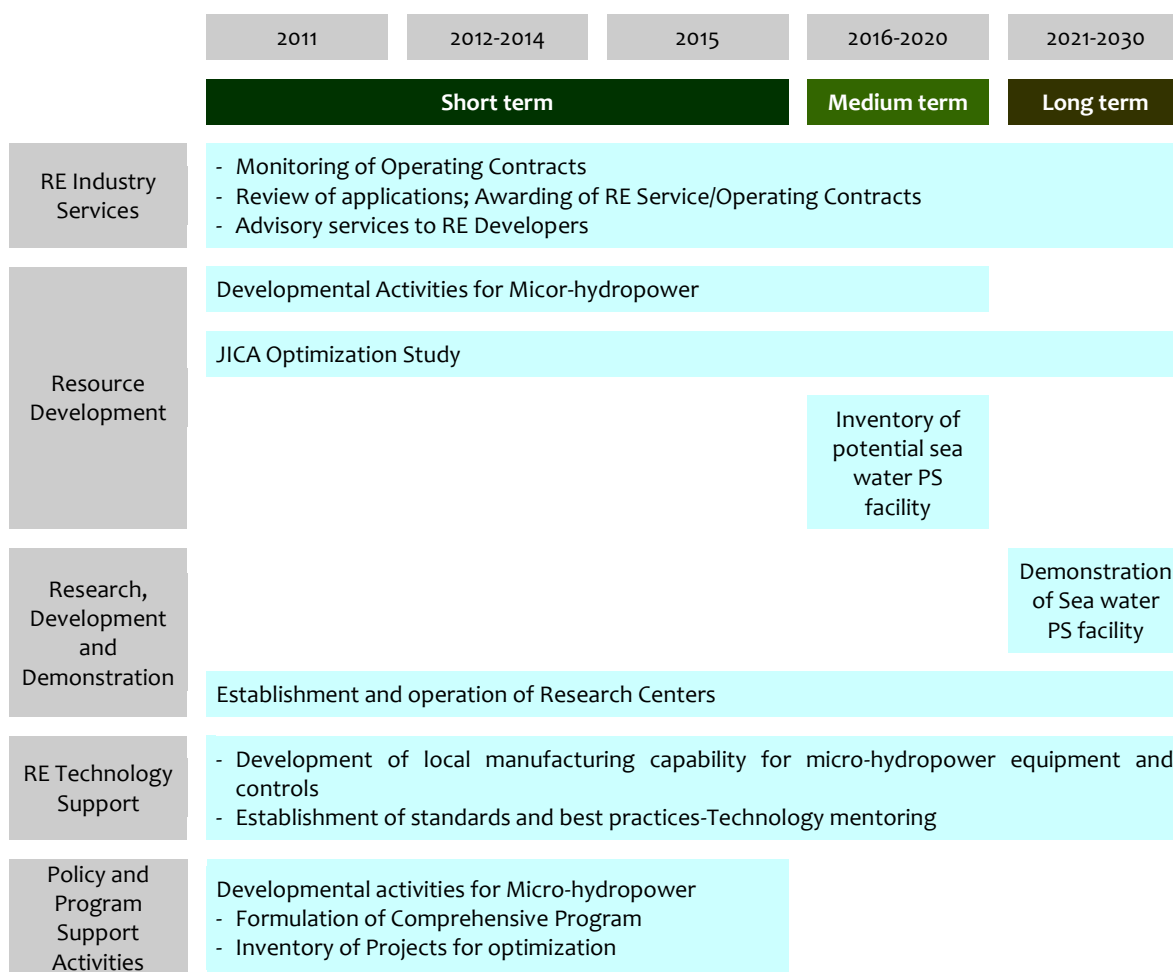 2011
2012-2014
2015
2016-2020
2021-2030
Short term
Medium term
Long term
RE Industry
Services
- Monitoring of Operating Contracts
- Review of applications; Awarding of RE Service/Operating Contracts
- Advisory services to RE Developers
Resource
Development
Developmental Activities for Micor-hydropower
JICA Optimization Study
Inventory of
potential sea
water PS
facility
Research,
Development
and
Demonstration
Demonstration
of Sea water
PS facility
Establishment and operation of Research Centers
RE Technology
Support
- Development of local manufacturing capability for micro-hydropower equipment and
controls
- Establishment of standards and best practices-Technology mentoring
Policy and
Program
Support
Activities
Developmental activities for Micro-hydropower
- Formulation of Comprehensive Program
- Inventory of Projects for optimization